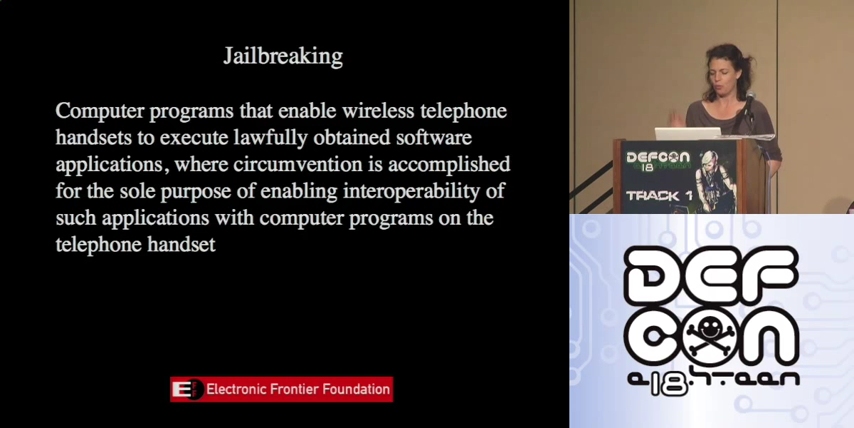 Jailbreaking
Computer programs that enable wireless telephone
handsets to execute lawfully obtained software
applications, where circumvention is accomplished
for the sole purpose of enabling interoperability of
such applications with computer programs on the
telephone handset
Electronic Frontier Foundation
DEFCON
18
TRACK 1
DEF
CON
e18hteen